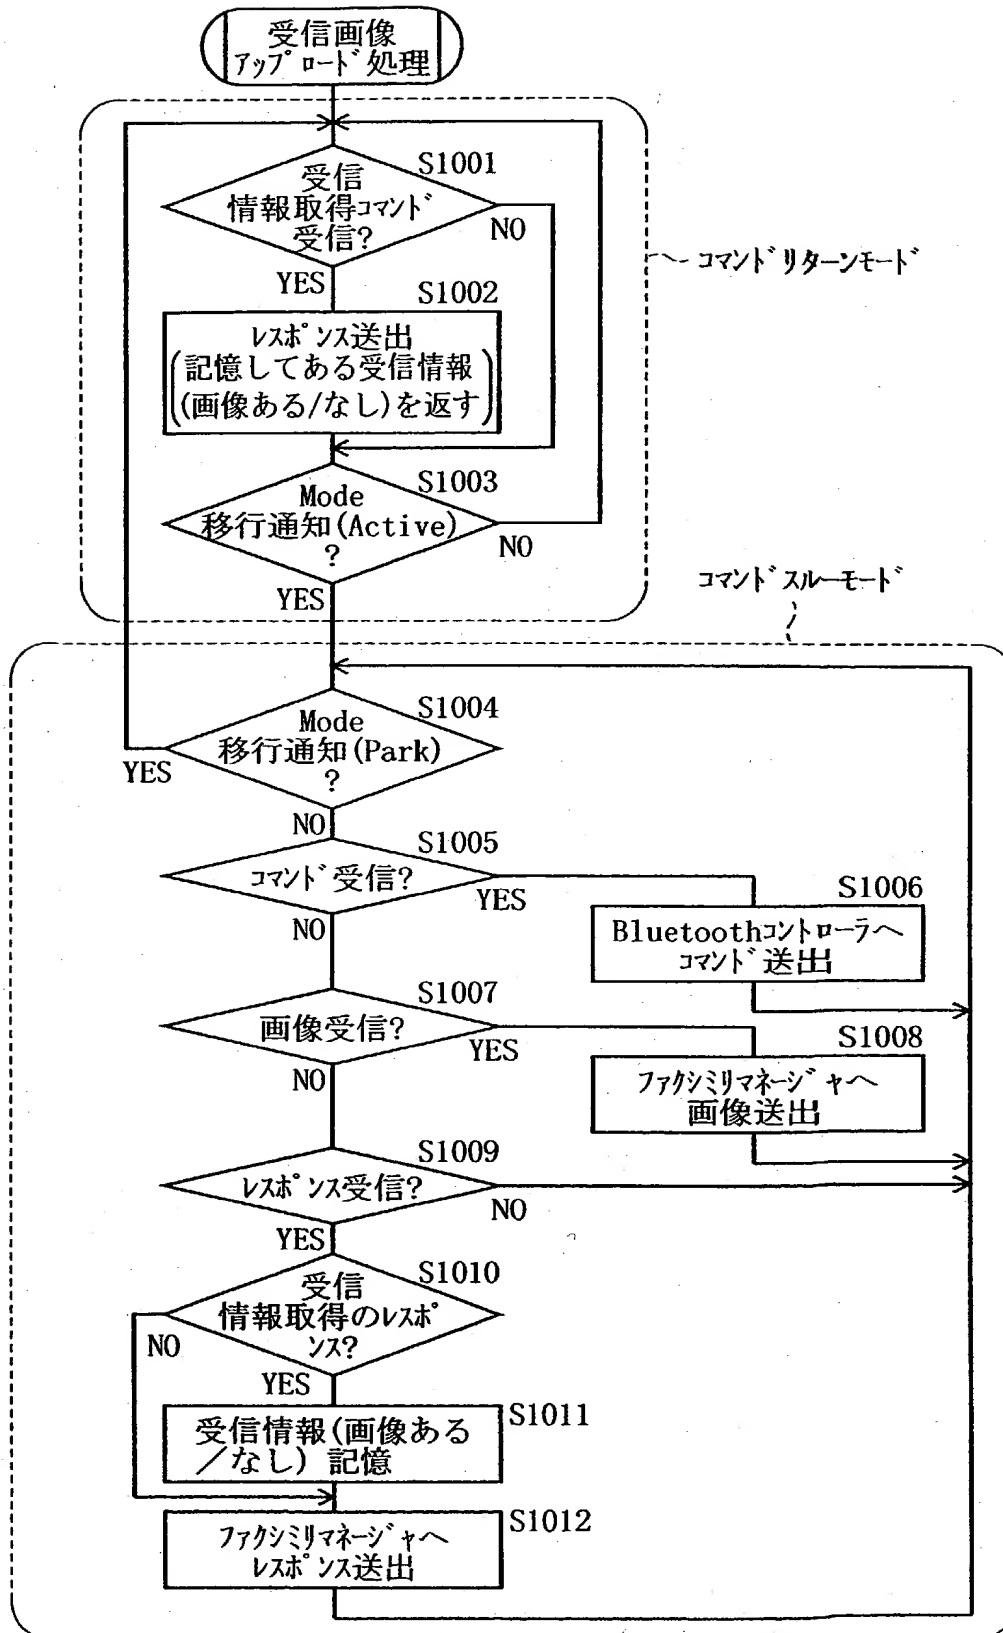 受信画像
アップロード処理
S1001
受信
情報取得コマンド
受信?
NO
YES
コマンドリターンモード
S1002
レスポンス送出
(記憶してある受信情報
(画像ある/なし)を返す)
S1003
Mode
移行通知(Active)
?
NO
YES
コマンドスルーモード
S1004
Mode
移行通知(Park)
?
YES
NO
S1005
コマンド受信?
YES
NO
S1006
Bluetoothコントローラへ
コマンド送出
S1007
画像受信?
YES
NO
S1008
ファクシミリマネージャへ
画像送出
S1009
レスポンス受信?
NO
YES
S1010
受信
情報取得のレスポ
ンス?
NO
YES
S1011
受信情報(画像ある
/なし) 記憶
S1012
ファクシミリマネージャへ
レスポンス送出